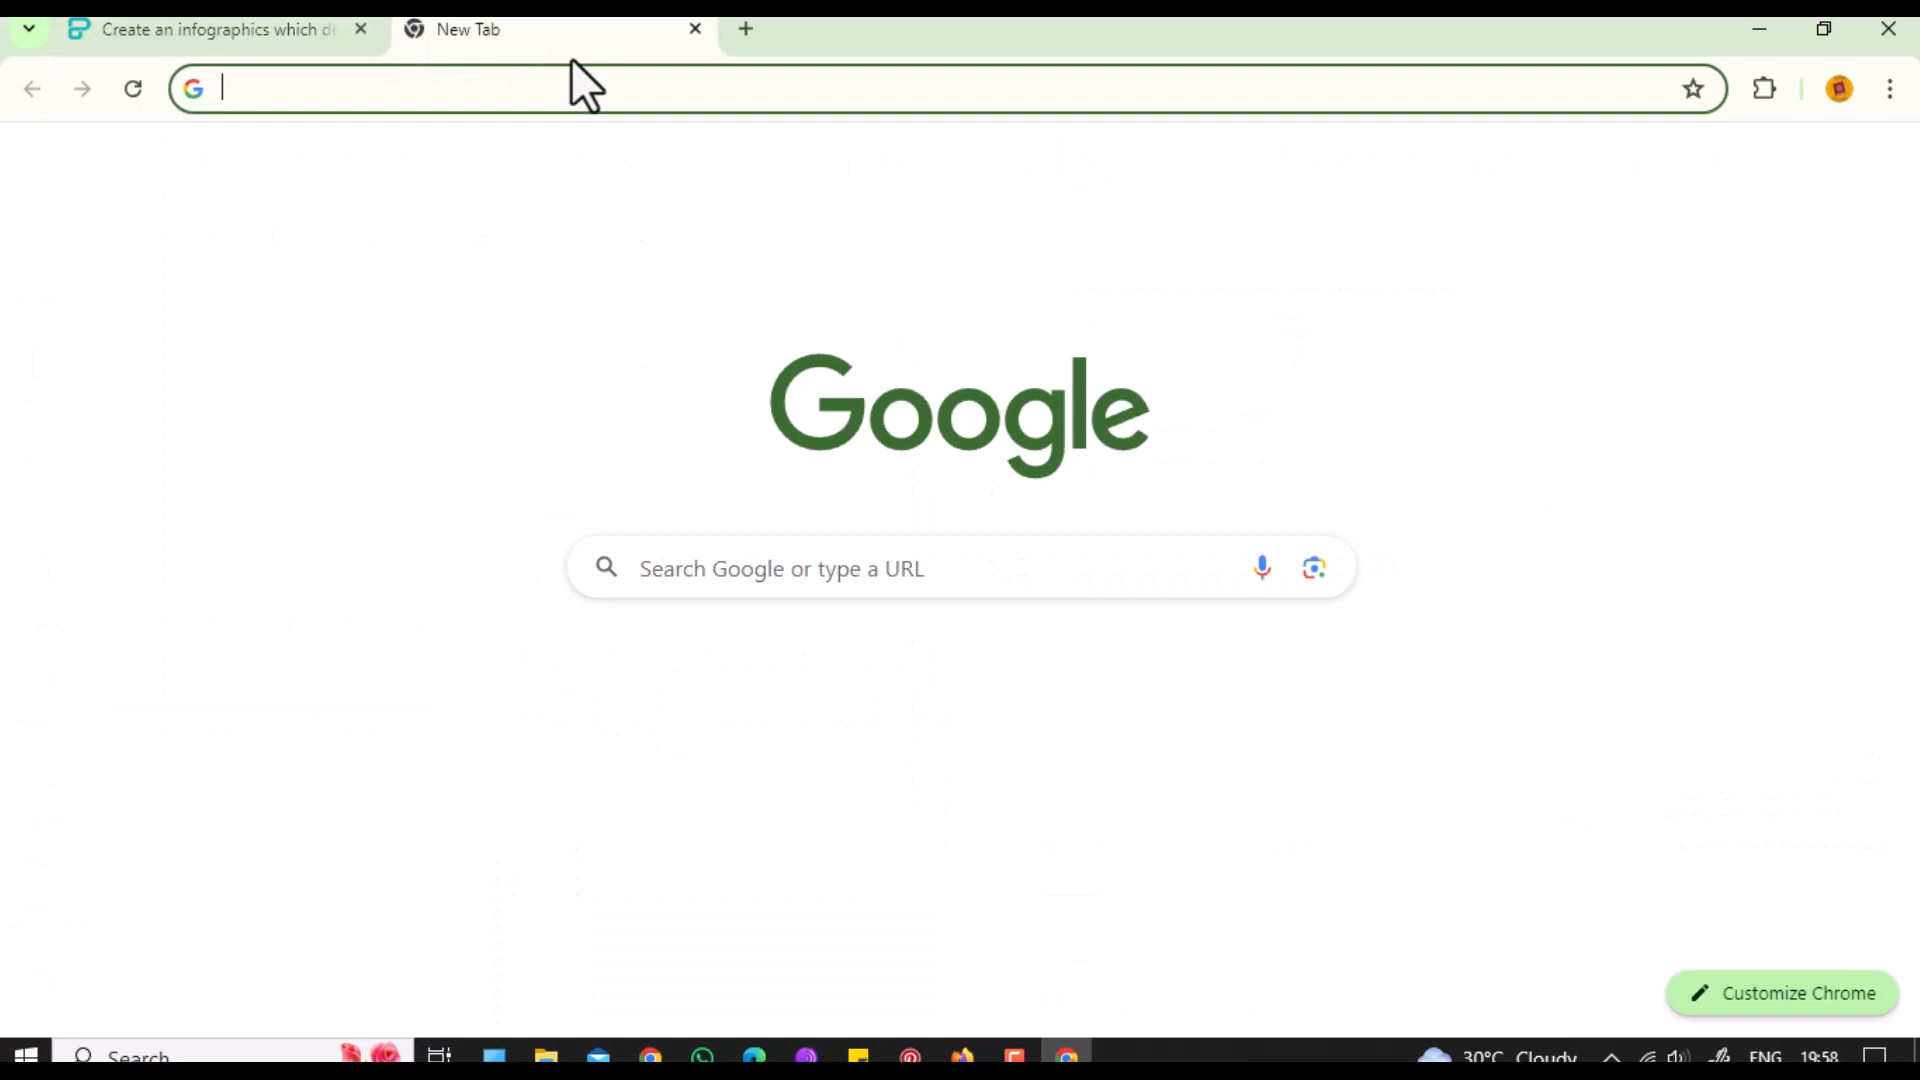 Create an infographics which d
New Tab
Google
Search Google or type a URL
Customize Chrome
Search
30°C Cloudy
ENG
19:58